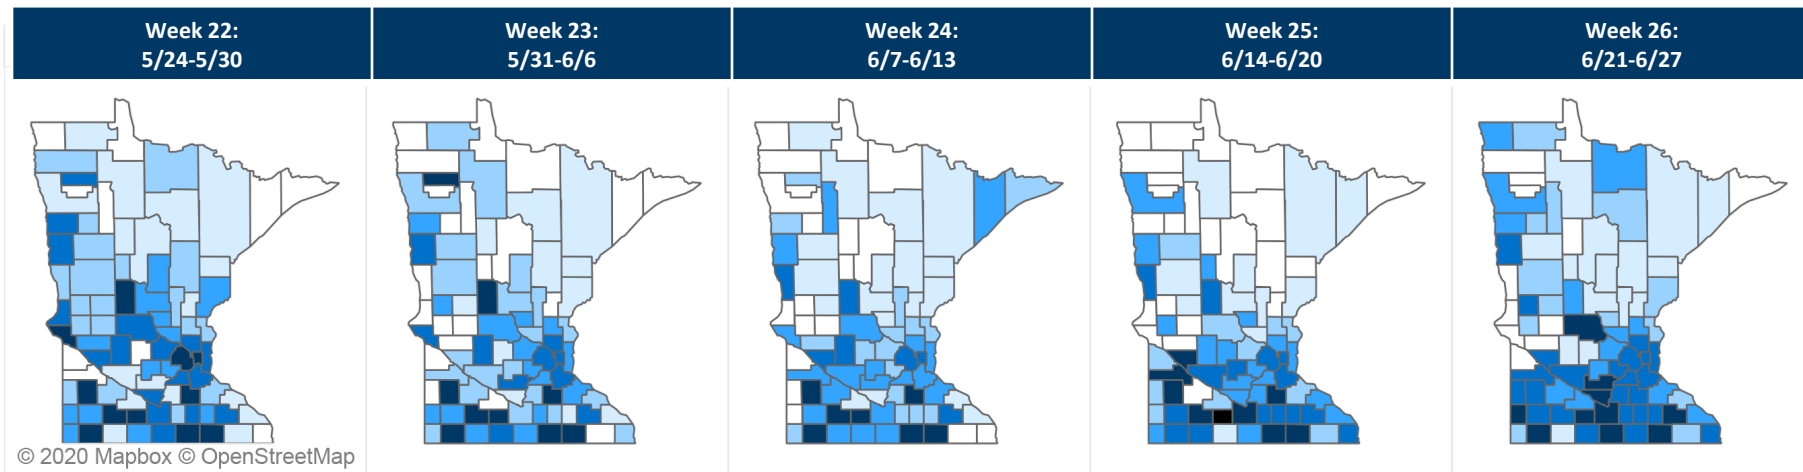 Week 22:
5/24-5/30
Week 23:
5/31-6/6
Week 24:
6/7-6/13
Week 25:
6/14-6/20
Week 26:
6/21-6/27
© 2020 Mapbox © OpenStreetMap